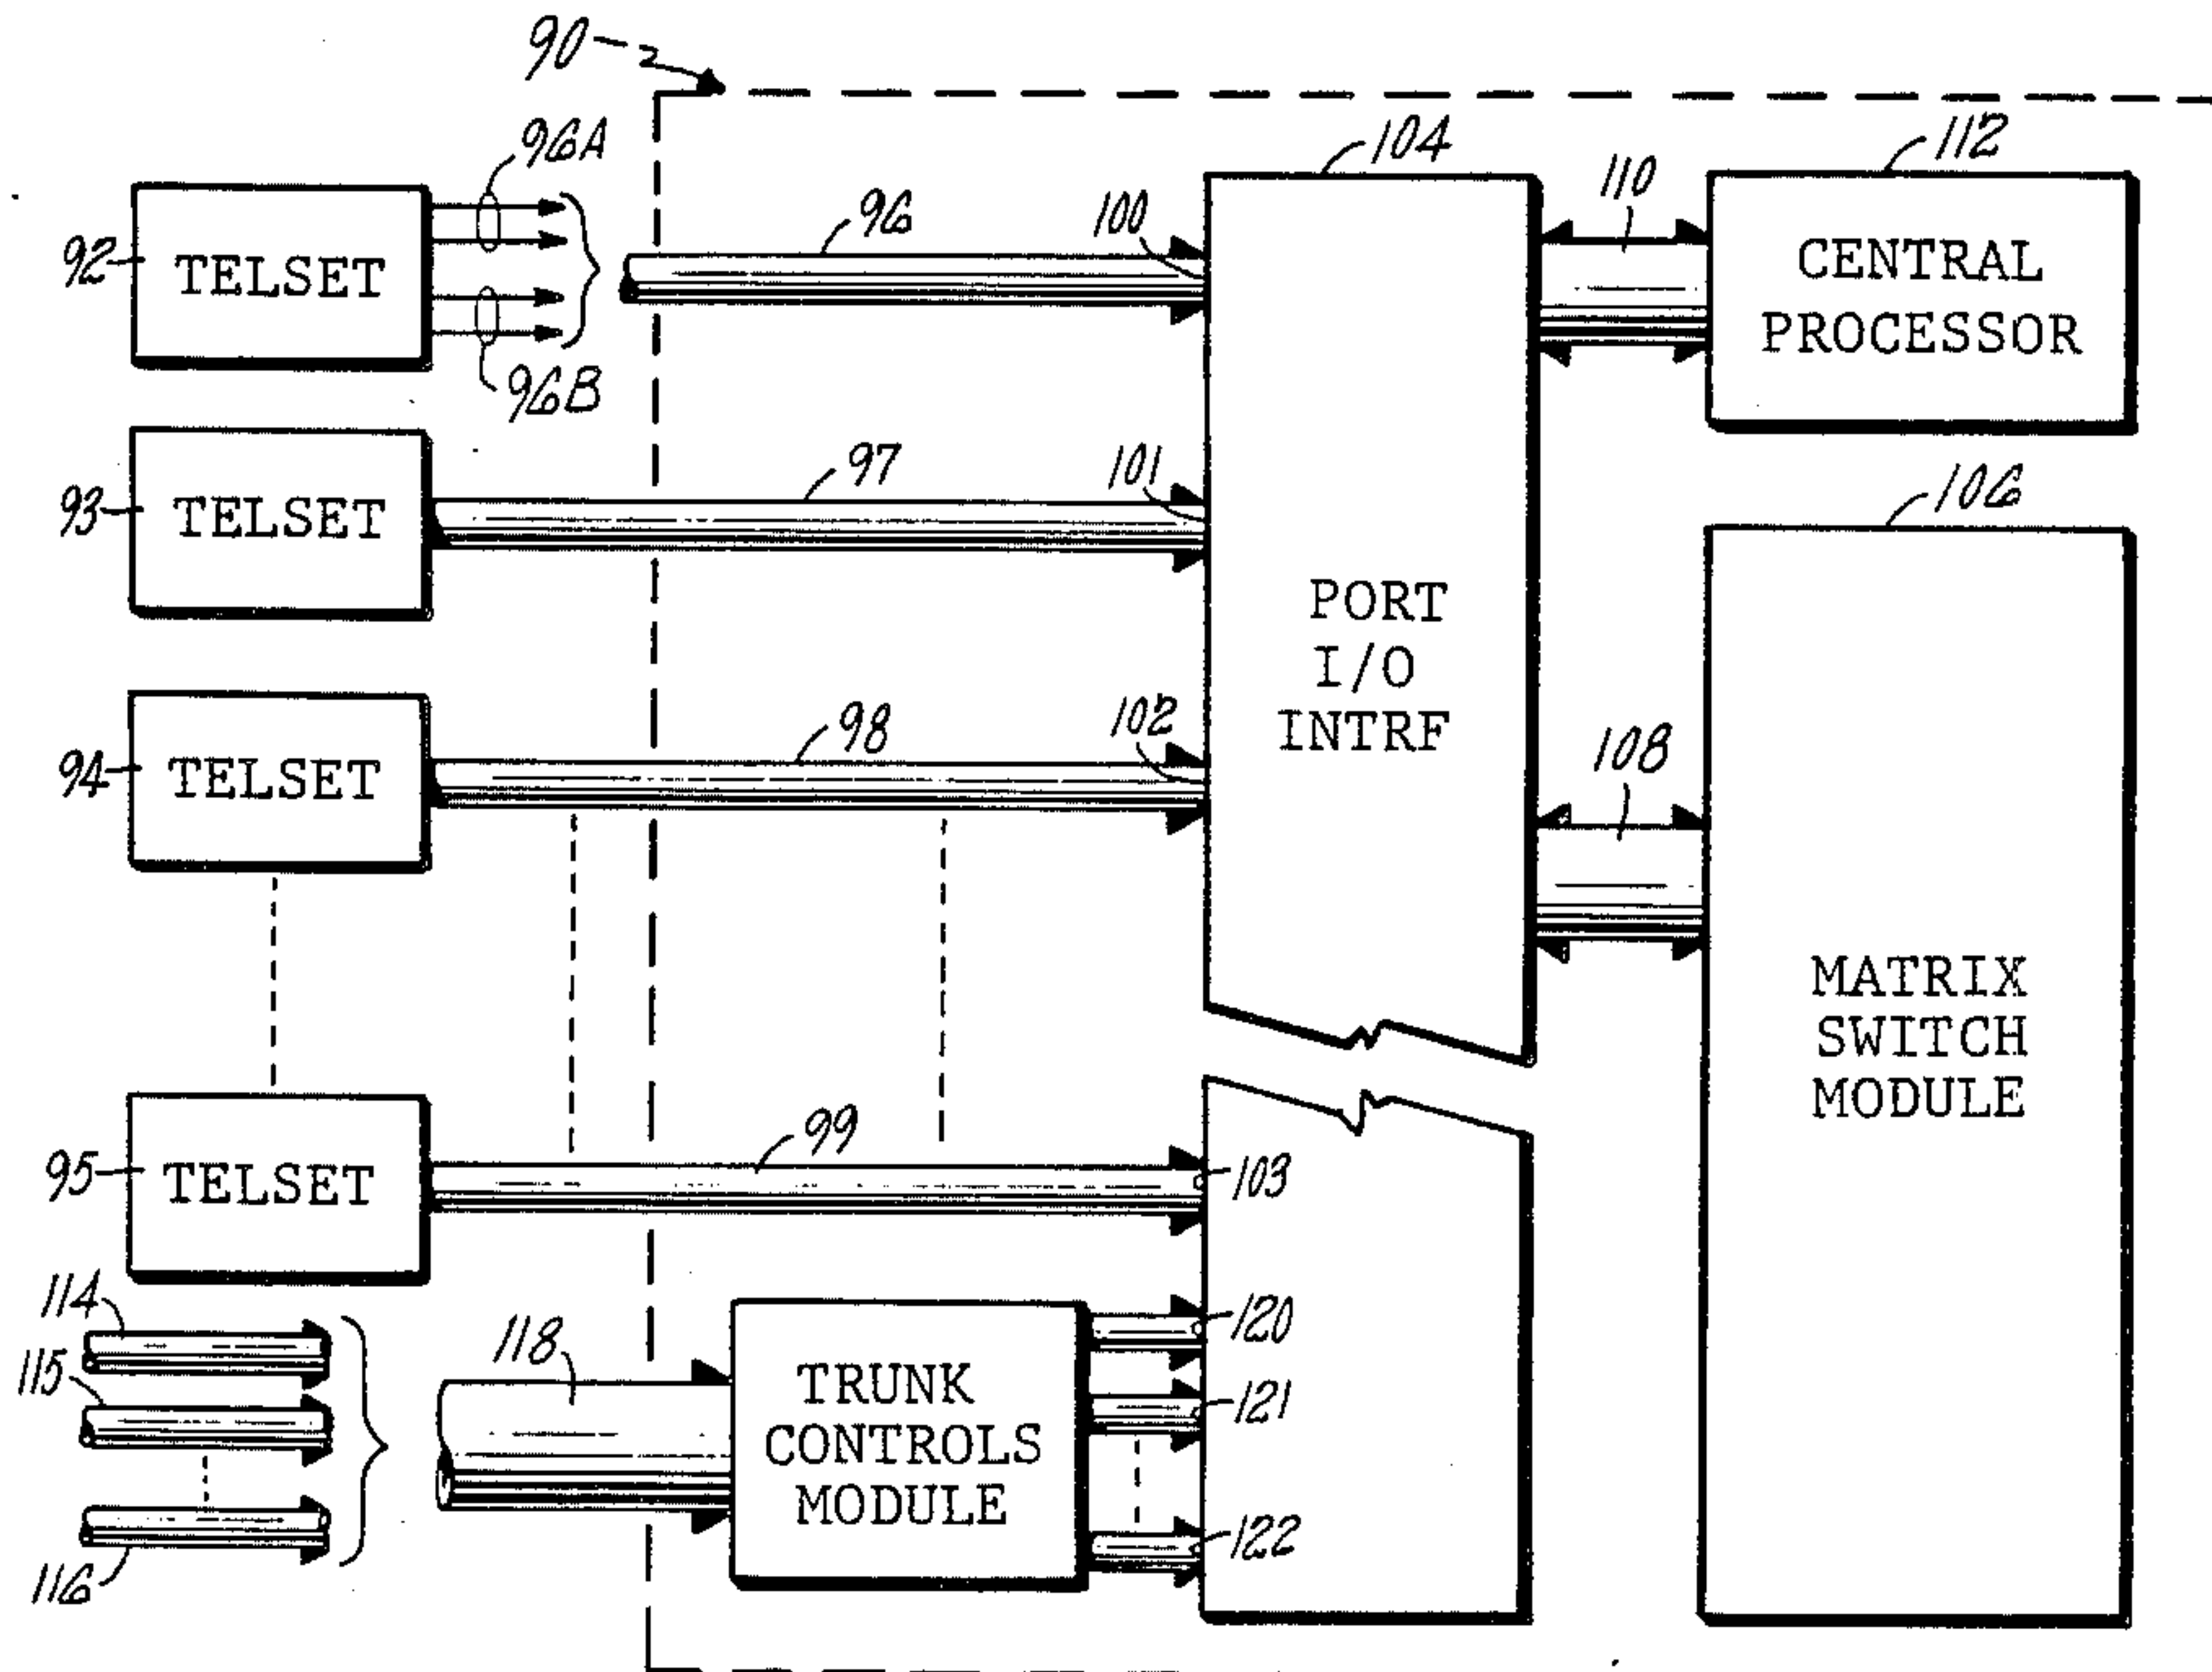 90
96A
104
112
110
96
100
92
TELSET
CENTRAL
PROCESSOR
96B
97
101
106
93
TELSET
PORT
I/O
INTRF
98
102
108
94
TELSET
MATRIX
SWITCH
MODULE
99
95
TELSET
103
114
118
120
115
TRUNK
CONTROLS
MODULE
121
116
122